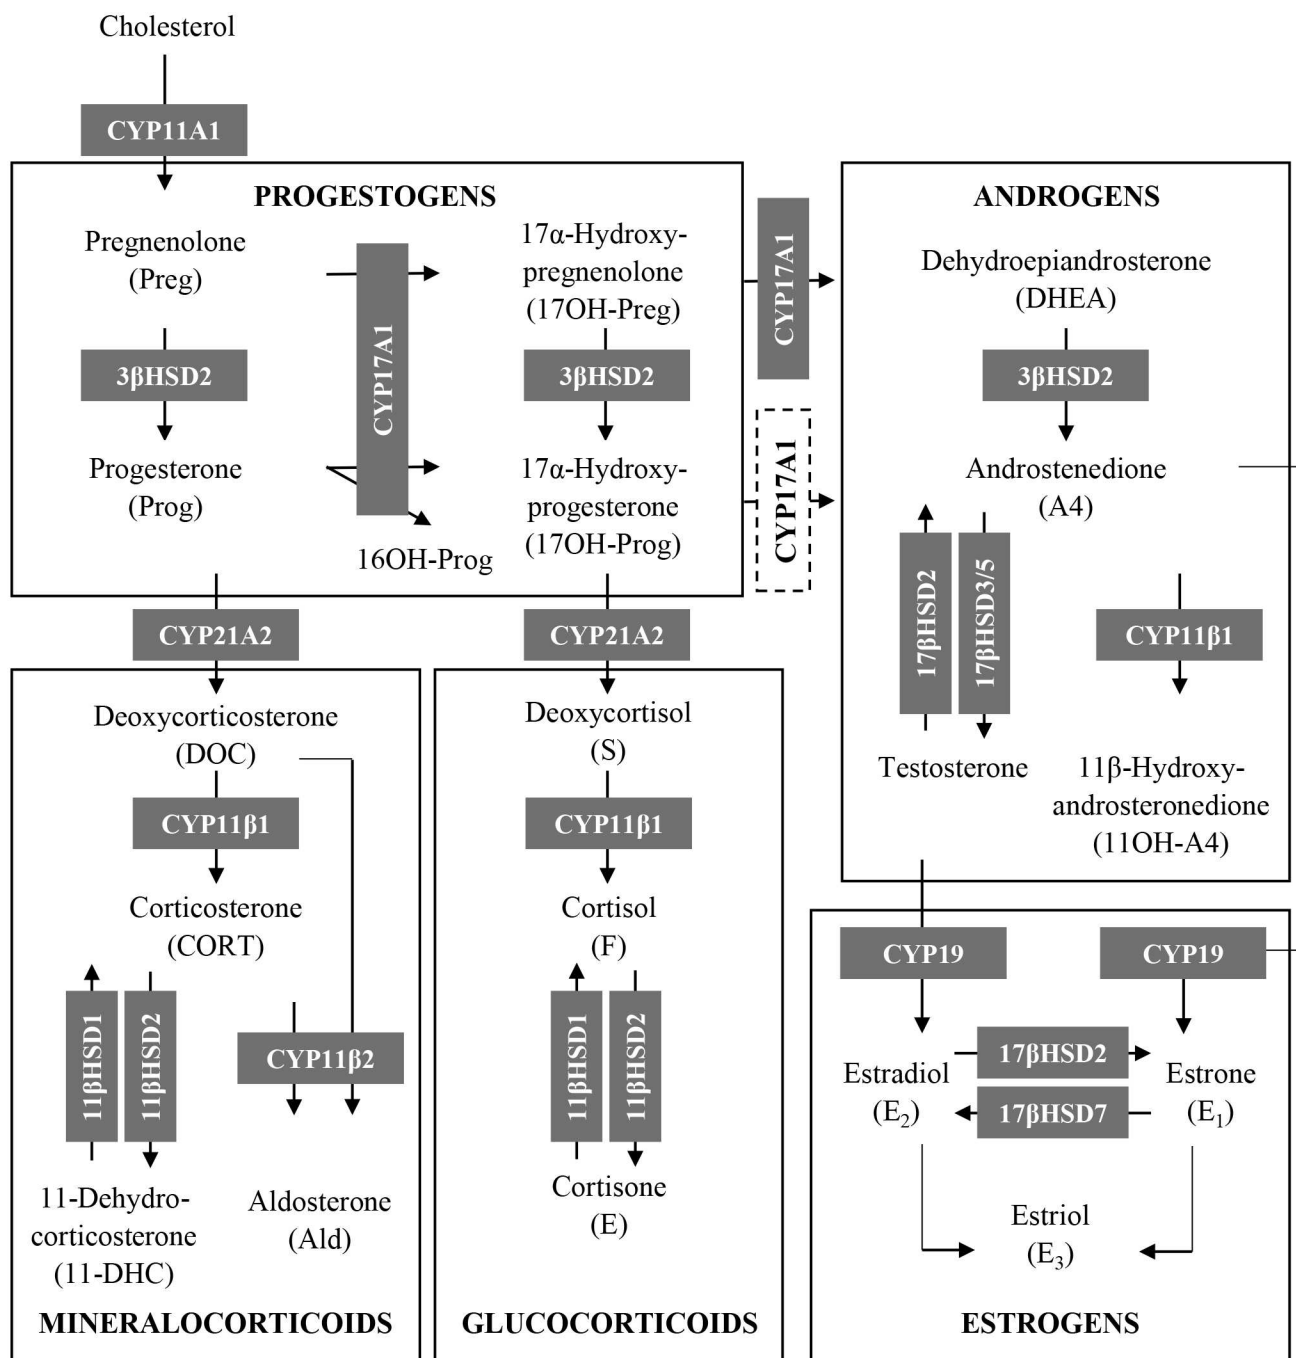 Cholesterol
CYP11A1
PROGESTOGENS
Pregnenolone
(Preg)
CYP17A1
17α-Hydroxy-
pregnenolone
(17OH-Preg)
3βHSD2
3βHSD2
Progesterone
(Prog)
16OH-Prog
17α-Hydroxy-
progesterone
(17OH-Prog)
CYP17A1
CYP17A1
ANDROGENS
Dehydroepiandrosterone
(DHEA)
3βHSD2
Androstenedione
(A4)
17βHSD2
17βHSD3/5
CYP11β1
Testosterone
11β-Hydroxy-
androsteronedione
(11OH-A4)
CYP21A2
CYP21A2
Deoxycorticosterone
(DOC)
CYP11β1
Corticosterone
(CORT)
11βHSD1
11βHSD2
CYP11β2
11-Dehydro-
corticosterone
(11-DHC)
Aldosterone
(Ald)
MINERALOCORTICOIDS
Deoxycortisol
(S)
CYP11β1
Cortisol
(F)
11βHSD1
11βHSD2
Cortisone
(E)
GLUCOCORTICOIDS
CYP19
CYP19
Estradiol
(E₂)
17βHSD2
17βHSD7
Estrone
(E₁)
Estriol
(E₃)
ESTROGENS